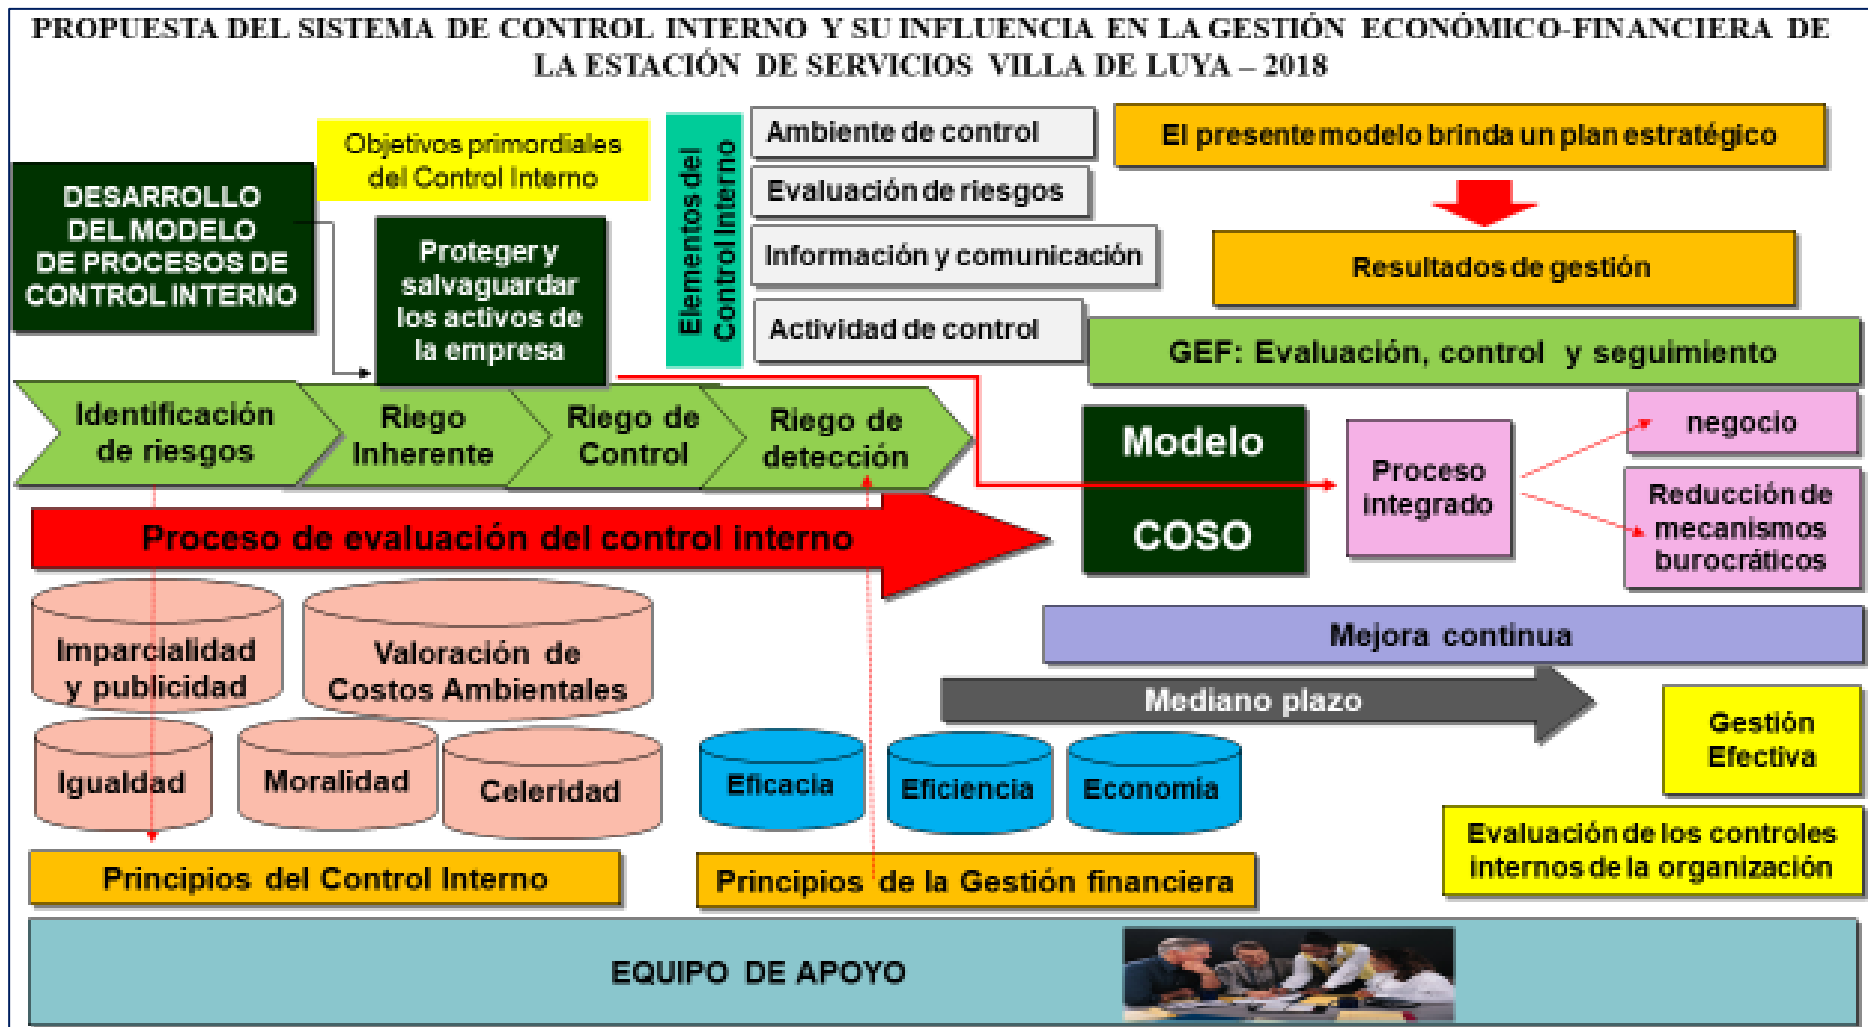 PROPUESTA DEL SISTEMA DE CONTROL INTERNO Y SU INFLUENCIA EN LA GESTIÓN ECONÓMICO-FINANCIERA DE
LA ESTACIÓN DE SERVICIOS VILLA DE LUYA – 2018
DESARROLLO
DEL MODELO
DE PROCESOS DE
CONTROL INTERNO
Objetivos primordiales
del Control Interno
Proteger y
salvaguardar
los activos de
la empresa
Elementos del
Control Interno
Ambiente de control
Evaluación de riesgos
Información y comunicación
Actividad de control
El presente modelo brinda un plan estratégico
Resultados de gestión
GEF: Evaluación, control y seguimiento
Identificación
de riesgos
Riego
Inherente
Riego de
Control
Riego de
detección
Modelo
COSO
Proceso
integrado
negocio
Reducción de
mecanismos
burocráticos
Proceso de evaluación del control interno
Imparcialidad
y publicidad
Valoración de
Costos Ambientales
Igualdad
Moralidad
Celeridad
Mejora continua
Mediano plazo
Eficacia
Eficiencia
Economía
Gestión
Efectiva
Evaluación de los controles
internos de la organización
Principios del Control Interno
Principios de la Gestión financiera
EQUIPO DE APOYO